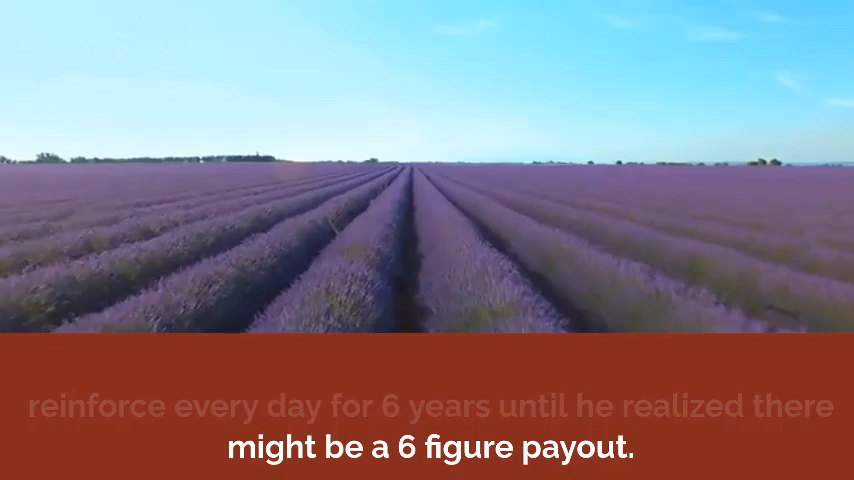 reinforce every day for 6 years until he realized there
might be a 6 figure payout.